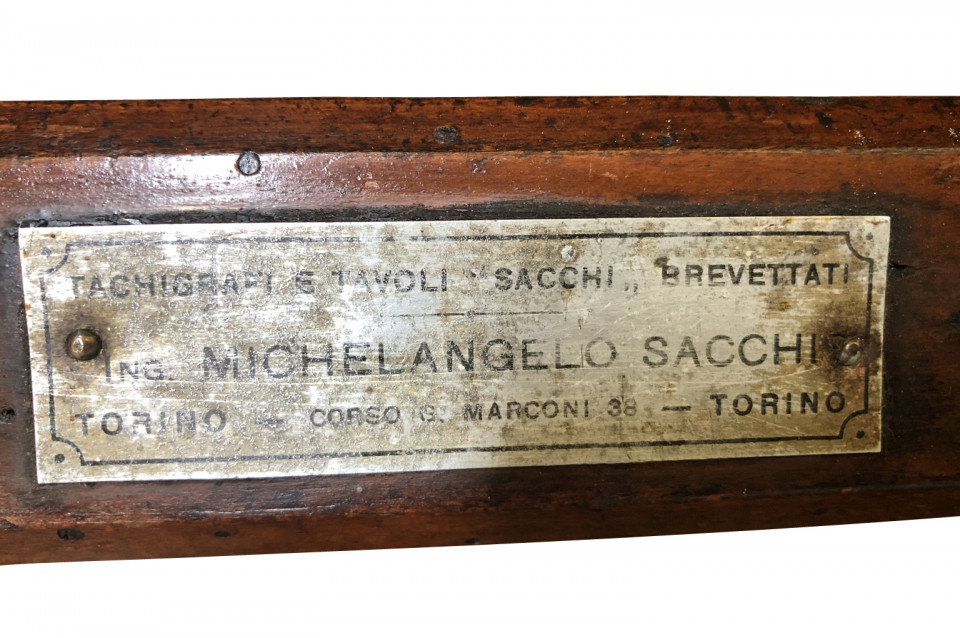 TACHIGRAFI E TAVOLI "SACCHI„ BREVETTATI
ING. MICHELANGELO SACCHI
TORINO — CORSO G. MARCONI 38 — TORINO